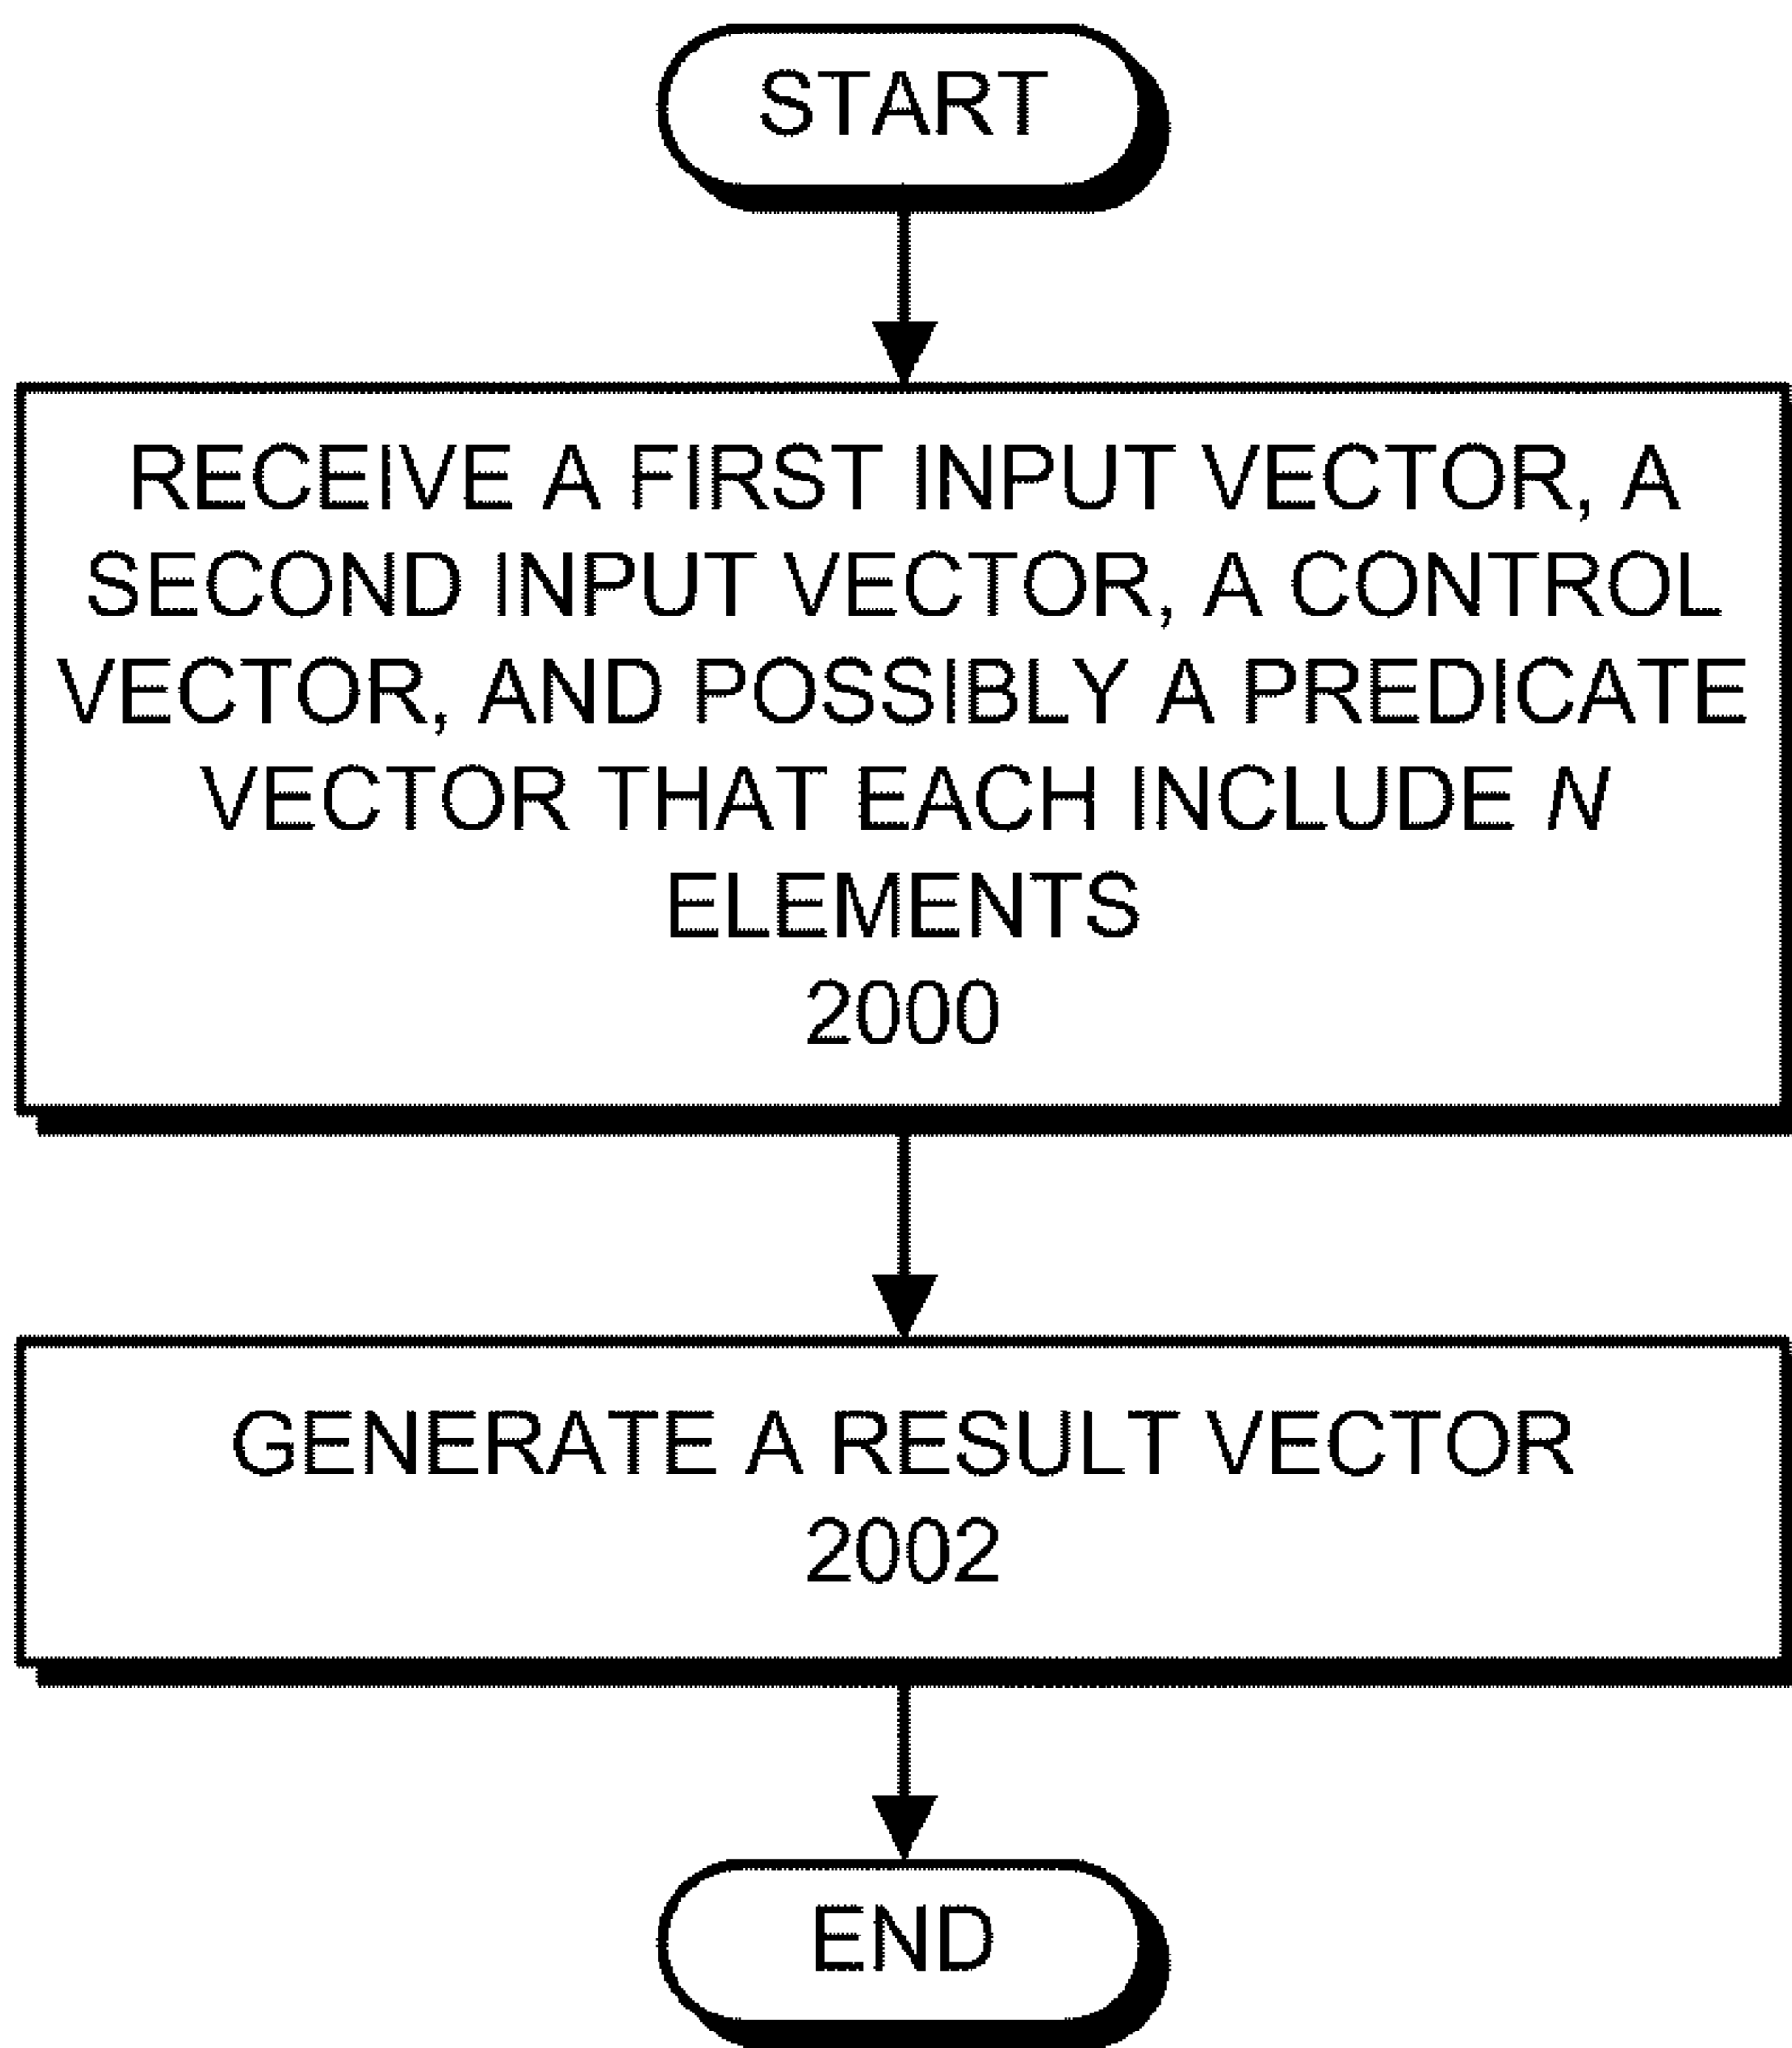 START
RECEIVE A FIRST INPUT VECTOR, A
SECOND INPUT VECTOR, A CONTROL
VECTOR, AND POSSIBLY A PREDICATE
VECTOR THAT EACH INCLUDE N
ELEMENTS
2000
GENERATE A RESULT VECTOR
2002
END